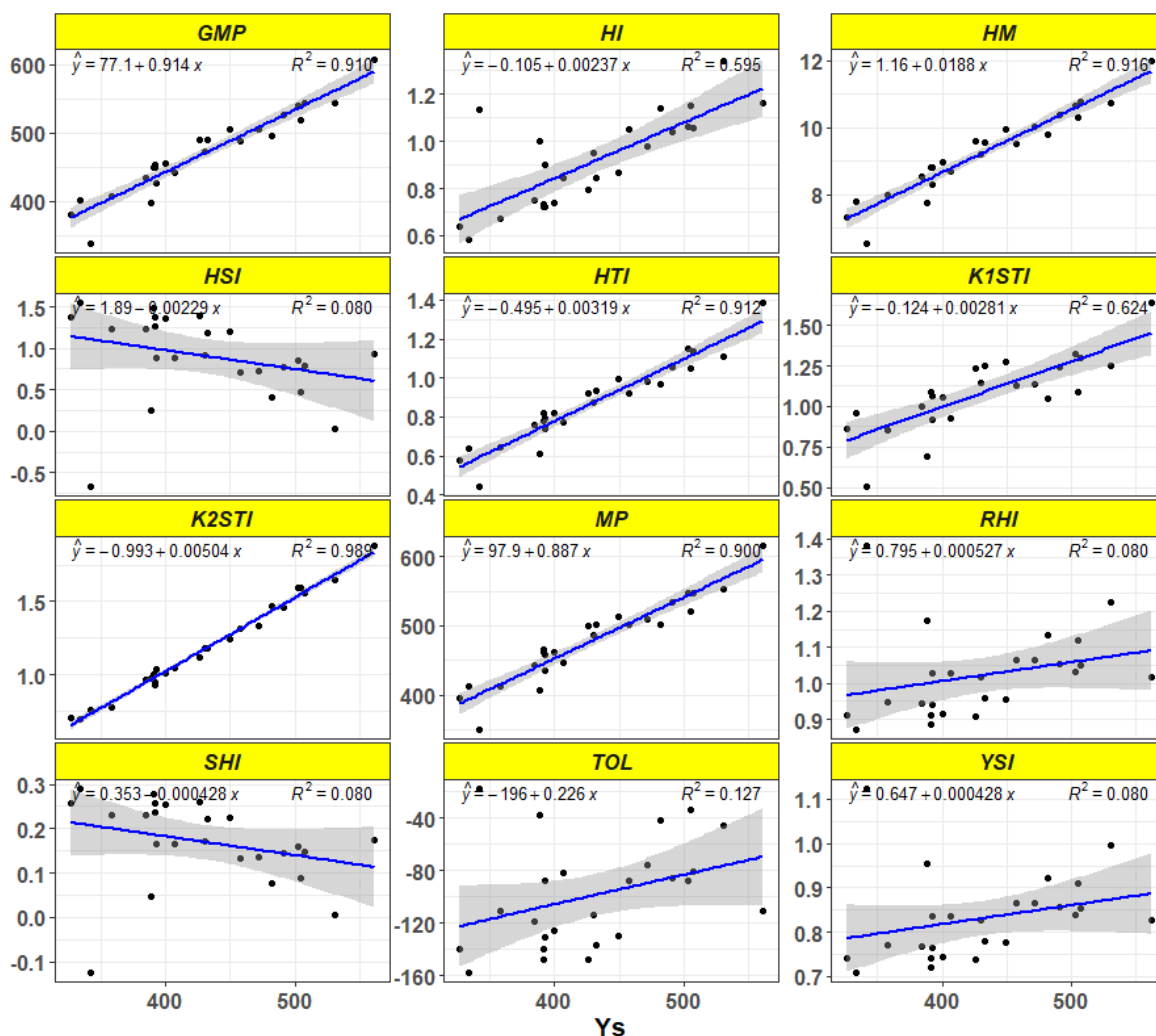 GMP
ŷ = 77.1 + 0.914 x R² = 0.910
600
500
400
HI
ŷ = −0.105 + 0.00237 x R² = 0.595
1.2
1.0
0.8
0.6
HM
ŷ = 1.16 + 0.0188 x R² = 0.916
12
10
8
HSI
ŷ = 1.89 − 0.00229 x R² = 0.080
1.5
1.0
0.5
0.0
-0.5
HTI
ŷ = −0.495 + 0.00319 x R² = 0.912
1.4
1.2
1.0
0.8
0.6
0.4
K1STI
ŷ = −0.124 + 0.00281 x R² = 0.624
1.50
1.25
1.00
0.75
0.50
K2STI
ŷ = −0.993 + 0.00504 x R² = 0.989
1.5
1.0
MP
ŷ = 97.9 + 0.887 x R² = 0.900
600
500
400
RHI
ŷ = 0.795 + 0.000527 x R² = 0.080
1.4
1.3
1.2
1.1
1.0
0.9
SHI
ŷ = 0.353 − 0.000428 x R² = 0.080
0.3
0.2
0.1
0.0
-0.1
TOL
ŷ = −196 + 0.226 x R² = 0.127
-40
-80
-120
-160
YSI
ŷ = 0.647 + 0.000428 x R² = 0.080
1.1
1.0
0.9
0.8
0.7
400 500
400 500
400 500
Ys